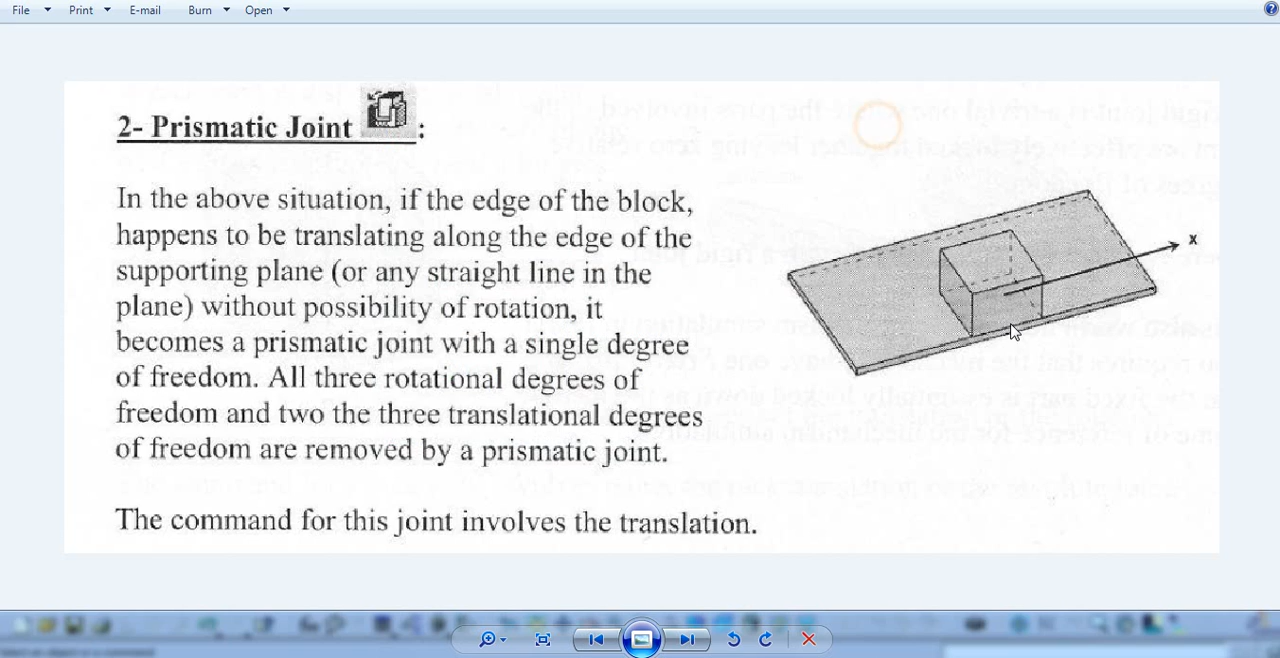 File Print E-mail Burn Open
2- Prismatic Joint :
In the above situation, if the edge of the block,
happens to be translating along the edge of the
supporting plane (or any straight line in the
plane) without possibility of rotation, it
becomes a prismatic joint with a single degree
of freedom. All three rotational degrees of
freedom and two the three translational degrees
of freedom are removed by a prismatic joint.
The command for this joint involves the translation.
x